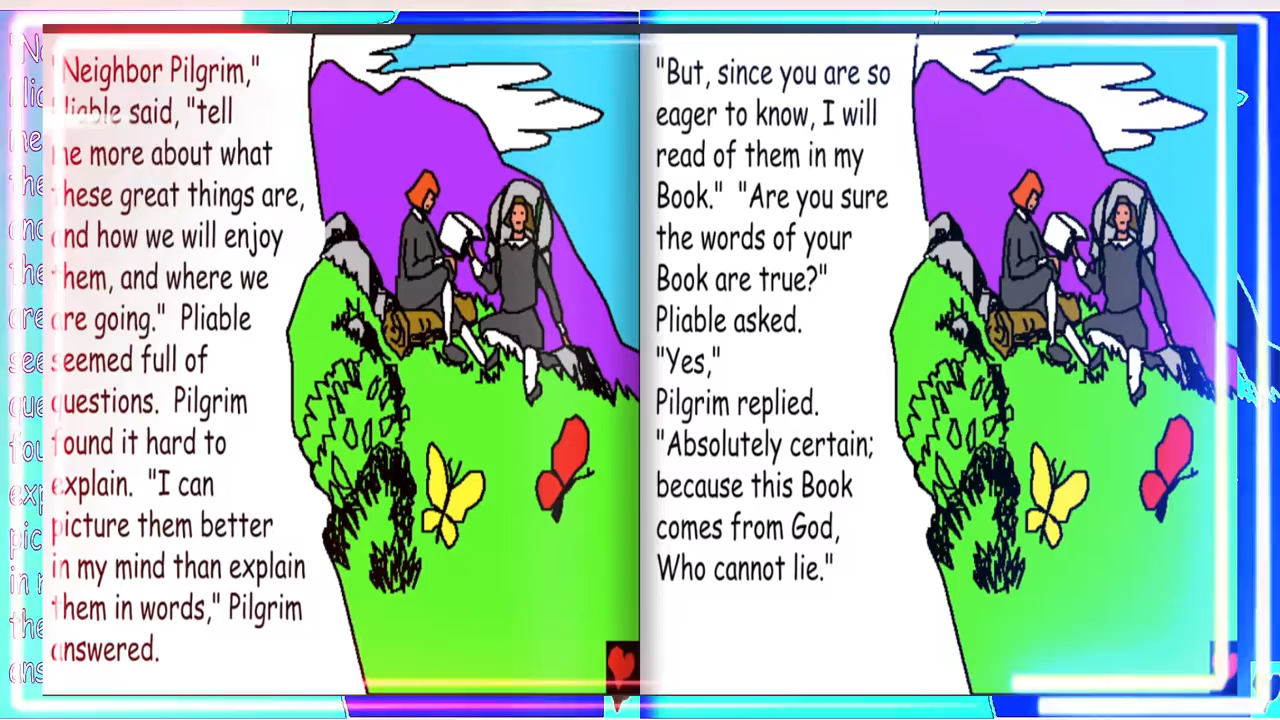 "Neighbor Pilgrim,"
Pliable said, "tell
me more about what
these great things are,
and how we will enjoy
them, and where we
are going."  Pliable
seemed full of
questions.  Pilgrim
found it hard to
explain.  "I can
picture them better
in my mind than explain
them in words," Pilgrim
answered.
"But, since you are so
eager to know, I will
read of them in my
Book."  "Are you sure
the words of your
Book are true?"
Pliable asked.
"Yes,"
Pilgrim replied.
"Absolutely certain;
because this Book
comes from God,
Who cannot lie."